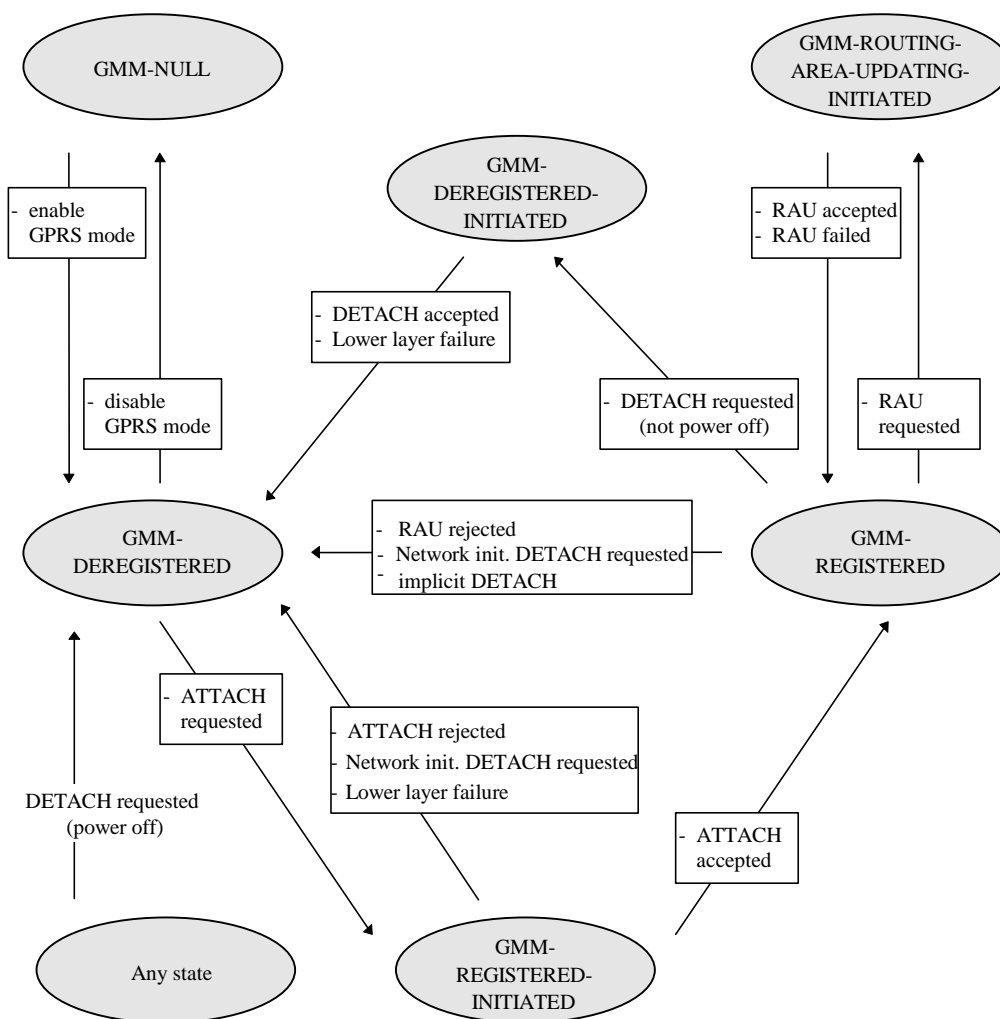 GMM-NULL
GMM-ROUTING-
AREA-UPDATING-
INITIATED
GMM-
DEREGISTERED-
INITIATED
- enable
GPRS mode
- RAU accepted
- RAU failed
- DETACH accepted
- Lower layer failure
- disable
GPRS mode
- DETACH requested
(not power off)
- RAU
requested
GMM-
DEREGISTERED
- RAU rejected
- Network init. DETACH requested
- implicit DETACH
GMM-
REGISTERED
- ATTACH
requested
- ATTACH rejected
- Network init. DETACH requested
- Lower layer failure
DETACH requested
(power off)
- ATTACH
accepted
Any state
GMM-
REGISTERED-
INITIATED